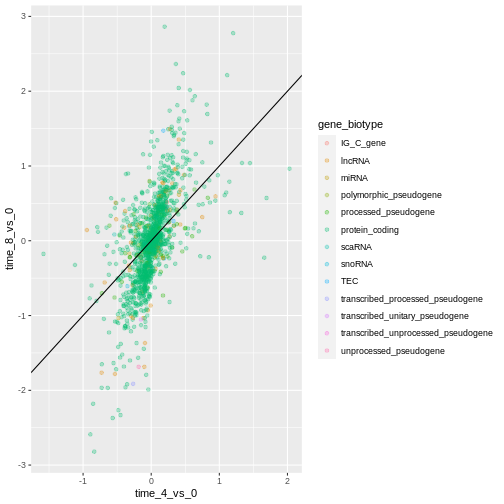 3
2
1
0
-1
-2
-3
-1
0
1
2
time_4_vs_0
time_8_vs_0
gene_biotype
IG_C_gene
lncRNA
miRNA
polymorphic_pseudogene
processed_pseudogene
protein_coding
scaRNA
snoRNA
TEC
transcribed_processed_pseudogene
transcribed_unitary_pseudogene
transcribed_unprocessed_pseudogene
unprocessed_pseudogene